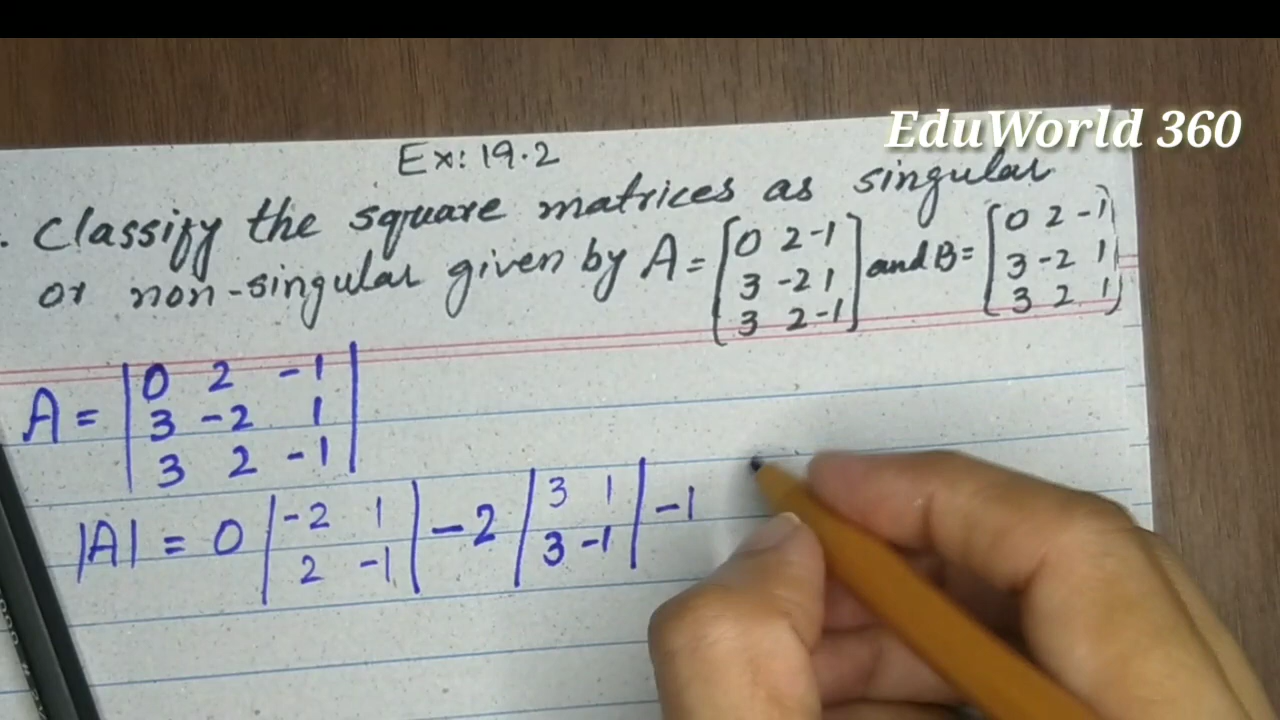 EduWorld 360
Ex: 19.2
. Classify the square matrices as singular
or non-singular given by A = [0 2 -1 and B = [0 2 -1
3 -2 1 3 -2 1
3 2 -1] 3 2 1]
A = |0 2 -1|
|3 -2 1|
|3 2 -1|
|A| = 0 |-2 1| -2 |3 1| -1
|2 -1| |3 -1|